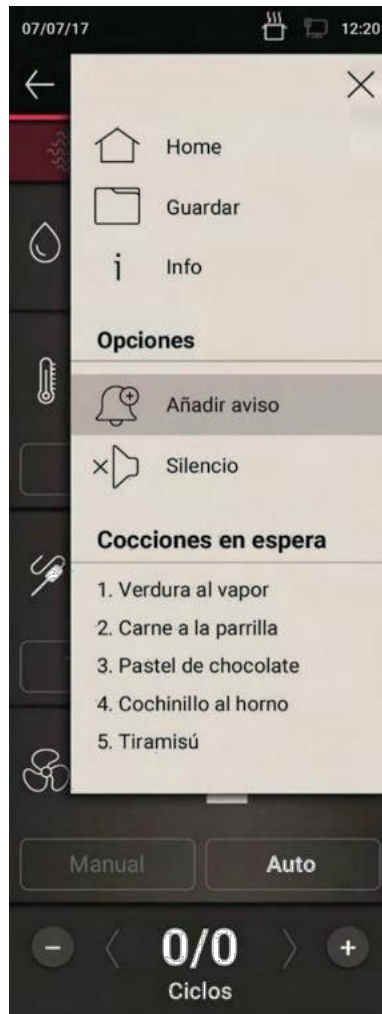 07/07/17
12:20
Home
Guardar
i Info
Opciones
Añadir aviso
Silencio
Cocciones en espera
1. Verdura al vapor
2. Carne a la parrilla
3. Pastel de chocolate
4. Cochinillo al horno
5. Tiramisú
Manual
Auto
0/0
Ciclos